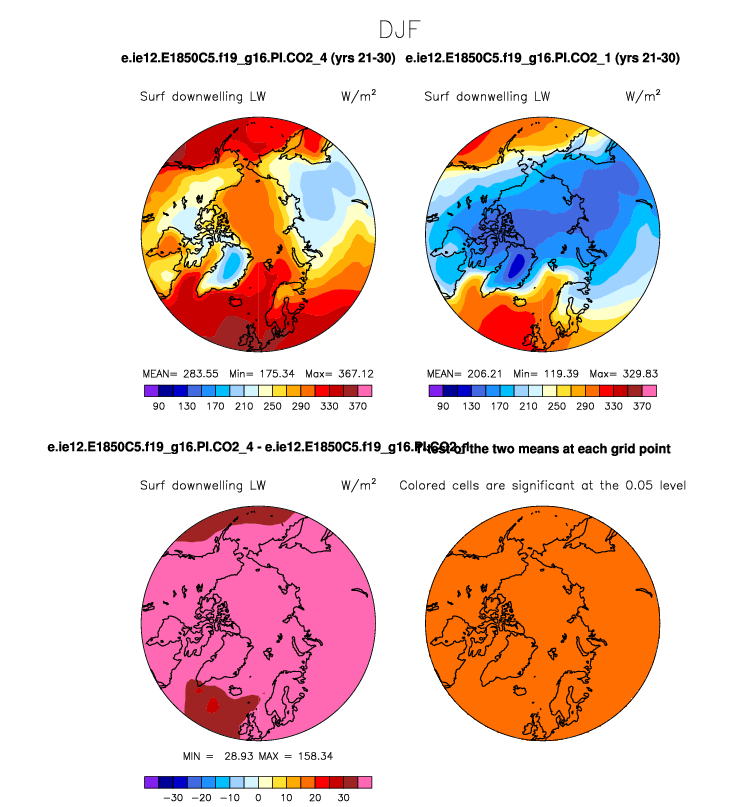 DJF
e.ie12.E1850C5.f19_g16.PI.CO2_4 (yrs 21-30) e.ie12.E1850C5.f19_g16.PI.CO2_1 (yrs 21-30)
Surf downwelling LW W/m² Surf downwelling LW W/m²
MEAN= 283.55 Min= 175.34 Max= 367.12 MEAN= 206.21 Min= 119.39 Max= 329.83
90 130 170 210 250 290 330 370 90 130 170 210 250 290 330 370
e.ie12.E1850C5.f19_g16.PI.CO2_4 - e.ie12.E1850C5.f19_g16.PI.CO2_1 T-test of the two means at each grid point
Surf downwelling LW W/m² Colored cells are significant at the 0.05 level
MIN = 28.93 MAX = 158.34
-30 -20 -10 0 10 20 30